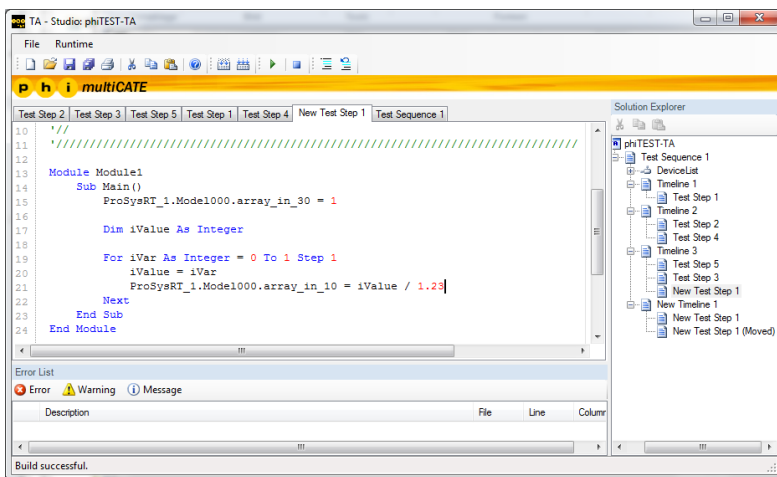 TA - Studio: phiTEST-TA
File Runtime
p h i multiCATE
Test Step 2 Test Step 3 Test Step 5 Test Step 1 Test Step 4 New Test Step 1 Test Sequence 1
10 '//
11 '//////////////////////////////////////////////////////////////////////////////
12
13 Module Module1
14 Sub Main()
15 ProSysRT_1.Model000.array_in_30 = 1
16
17 Dim iValue As Integer
18
19 For iVar As Integer = 0 To 1 Step 1
20 iValue = iVar
21 ProSysRT_1.Model000.array_in_10 = iValue / 1.23
22 Next
23 End Sub
24 End Module
Error List
Error Warning Message
Description File Line Column
Build successful.
Solution Explorer
phiTEST-TA
Test Sequence 1
DeviceList
Timeline 1
Test Step 1
Timeline 2
Test Step 2
Test Step 4
Timeline 3
Test Step 5
Test Step 3
New Test Step 1
New Timeline 1
New Test Step 1
New Test Step 1 (Moved)